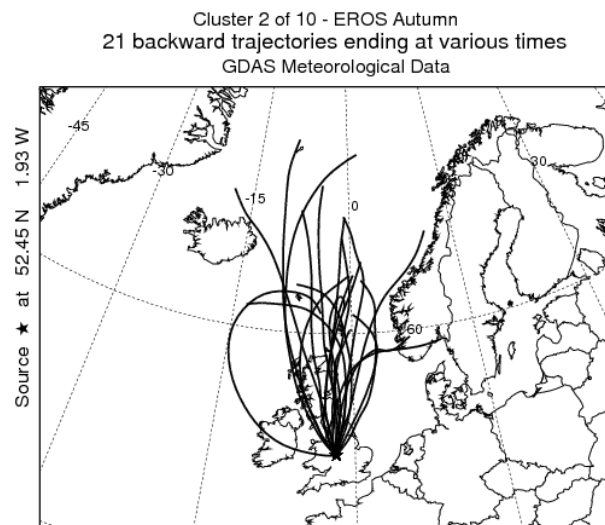 Cluster 2 of 10 - EROS Autumn
21 backward trajectories ending at various times
GDAS Meteorological Data
Source ★ at 52.45 N 1.93 W
-45
-30
-15
0
30
60